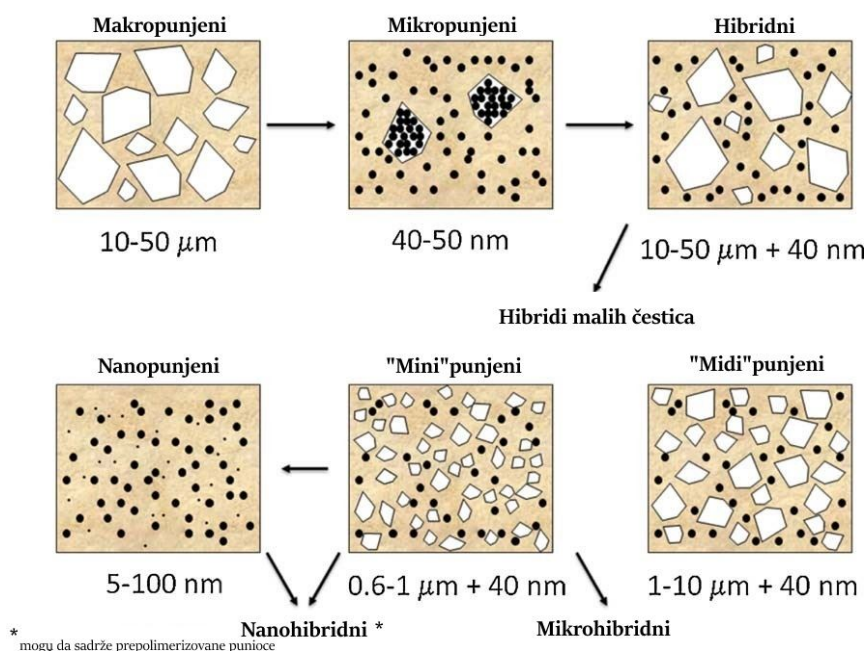 Makropunjeni
Mikropunjeni
Hibridni
10-50 μm
40-50 nm
10-50 μm + 40 nm
Hibridi malih čestica
Nanopunjeni
"Mini"punjeni
"Midi"punjeni
5-100 nm
0.6-1 μm + 40 nm
1-10 μm + 40 nm
Nanohibridni *
Mikrohibridni
* mogu da sadrže prepolimerizovane punioce